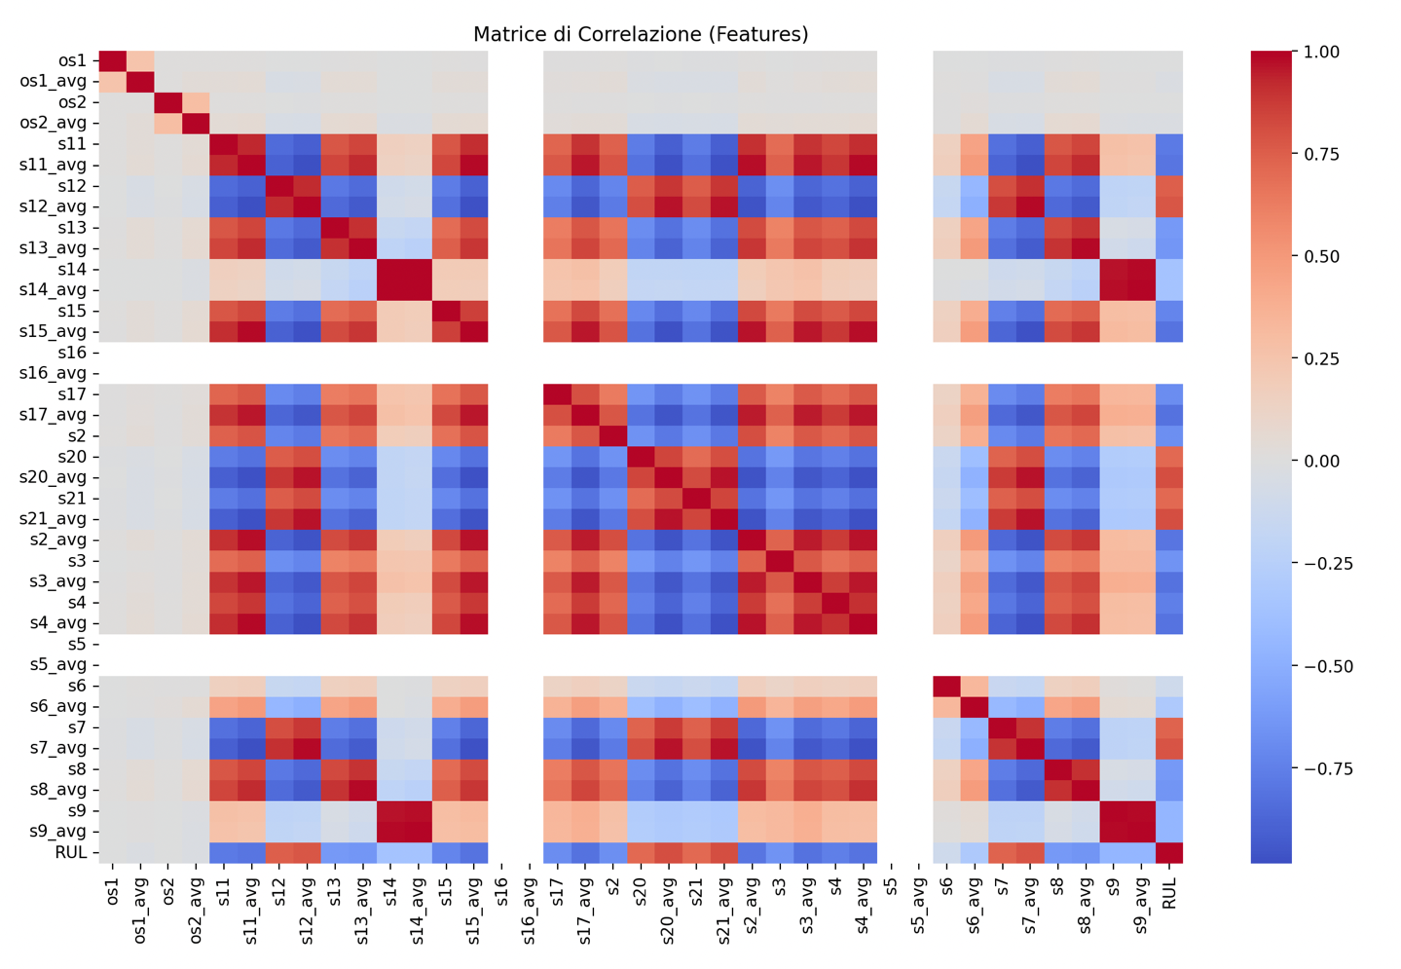 Matrice di Correlazione (Features)
os1
os1_avg
os2
os2_avg
s11
s11_avg
s12
s12_avg
s13
s13_avg
s14
s14_avg
s15
s15_avg
s16
s16_avg
s17
s17_avg
s2
s20
s20_avg
s21
s21_avg
s2_avg
s3
s3_avg
s4
s4_avg
s5
s5_avg
s6
s6_avg
s7
s7_avg
s8
s8_avg
s9
s9_avg
RUL
os1
os1_avg
os2
os2_avg
s11
s11_avg
s12
s12_avg
s13
s13_avg
s14
s14_avg
s15
s15_avg
s16
s16_avg
s17
s17_avg
s2
s20
s20_avg
s21
s21_avg
s2_avg
s3
s3_avg
s4
s4_avg
s5
s5_avg
s6
s6_avg
s7
s7_avg
s8
s8_avg
s9
s9_avg
RUL
1.00
0.75
0.50
0.25
0.00
−0.25
−0.50
−0.75